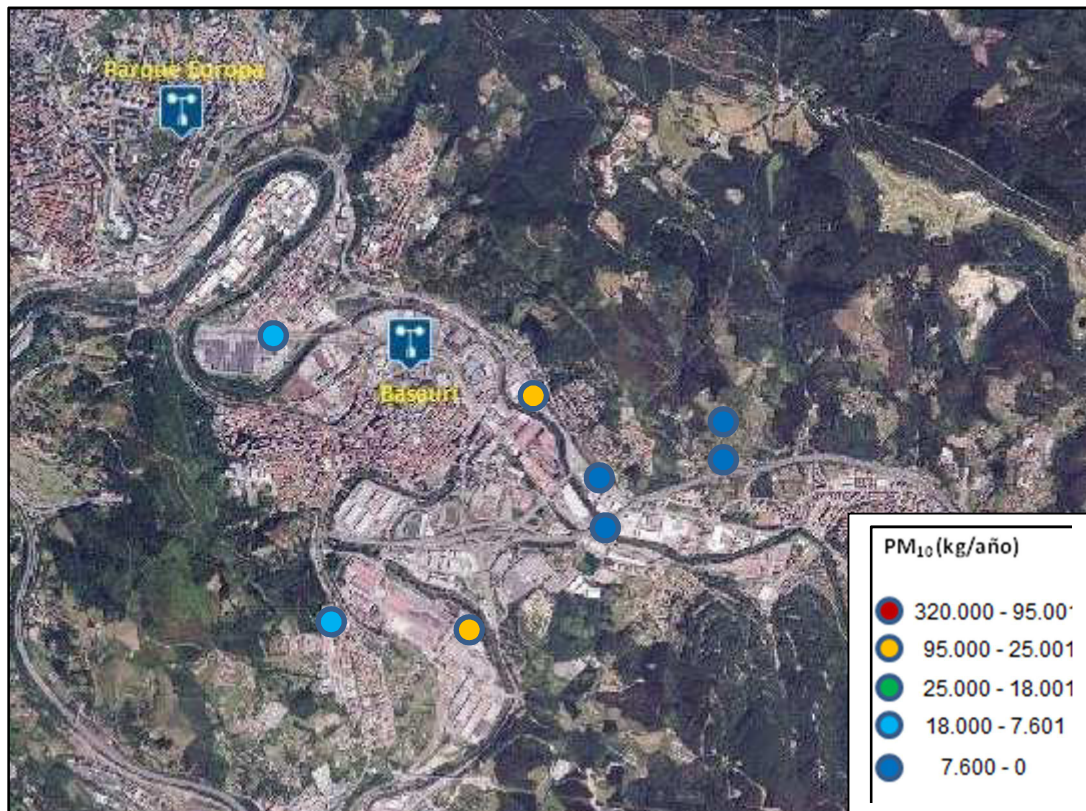 Parque Europa
Basauri
PM₁₀ (kg/año)
320.000 - 95.001
95.000 - 25.001
25.000 - 18.001
18.000 - 7.601
7.600 - 0